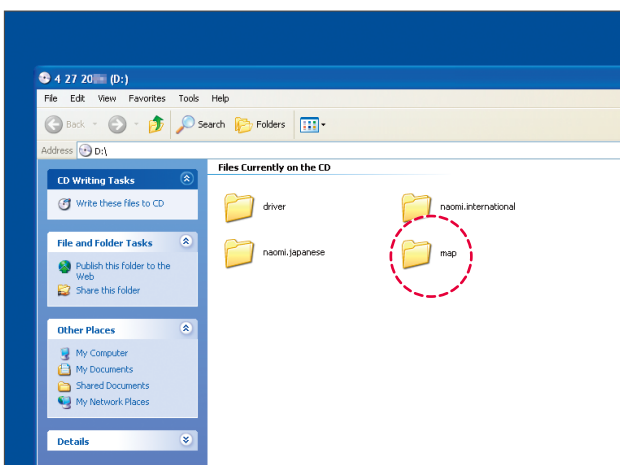 4 27 20 (D:)
File Edit View Favorites Tools Help
Back Search Folders
Address D:\
Files Currently on the CD
CD Writing Tasks
Write these files to CD
driver
naomi.international
File and Folder Tasks
naomi.japanese
map
Publish this folder to the
Web
Share this folder
Other Places
My Computer
My Documents
Shared Documents
My Network Places
Details